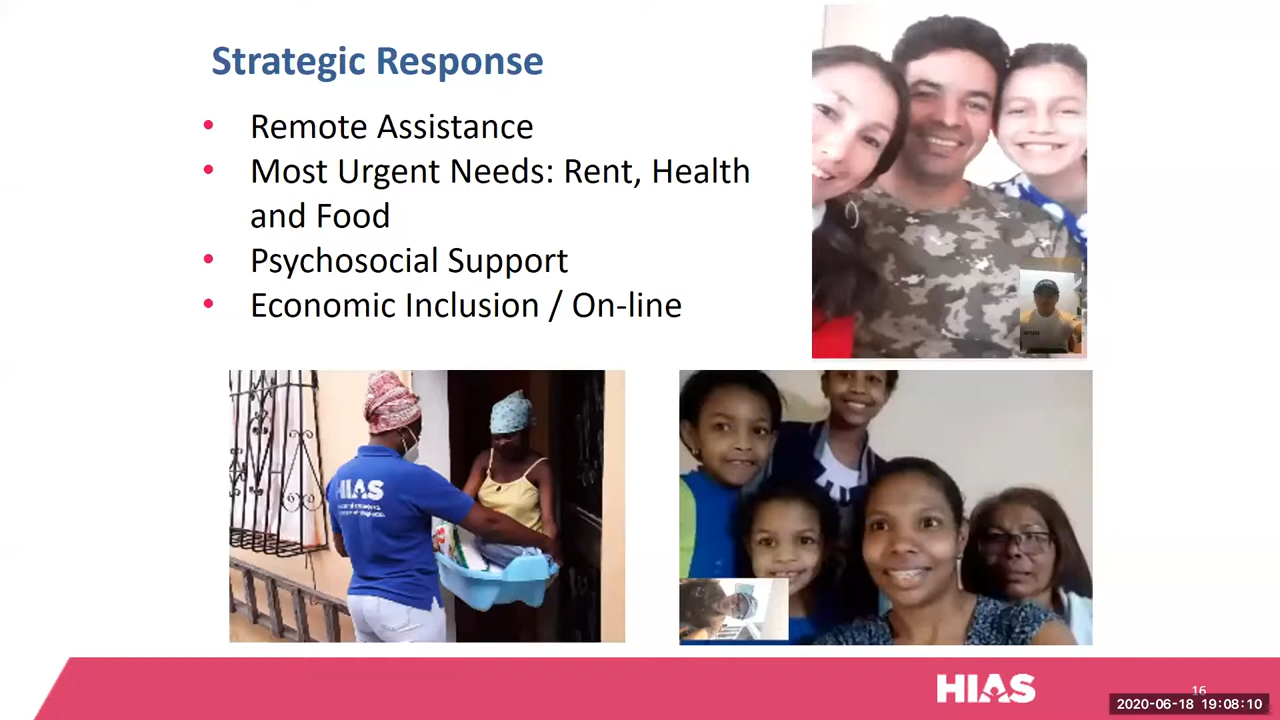 Strategic Response
• Remote Assistance
• Most Urgent Needs: Rent, Health
and Food
• Psychosocial Support
• Economic Inclusion / On-line
HIAS
HIAS
16
2020-06-18 19:08:10